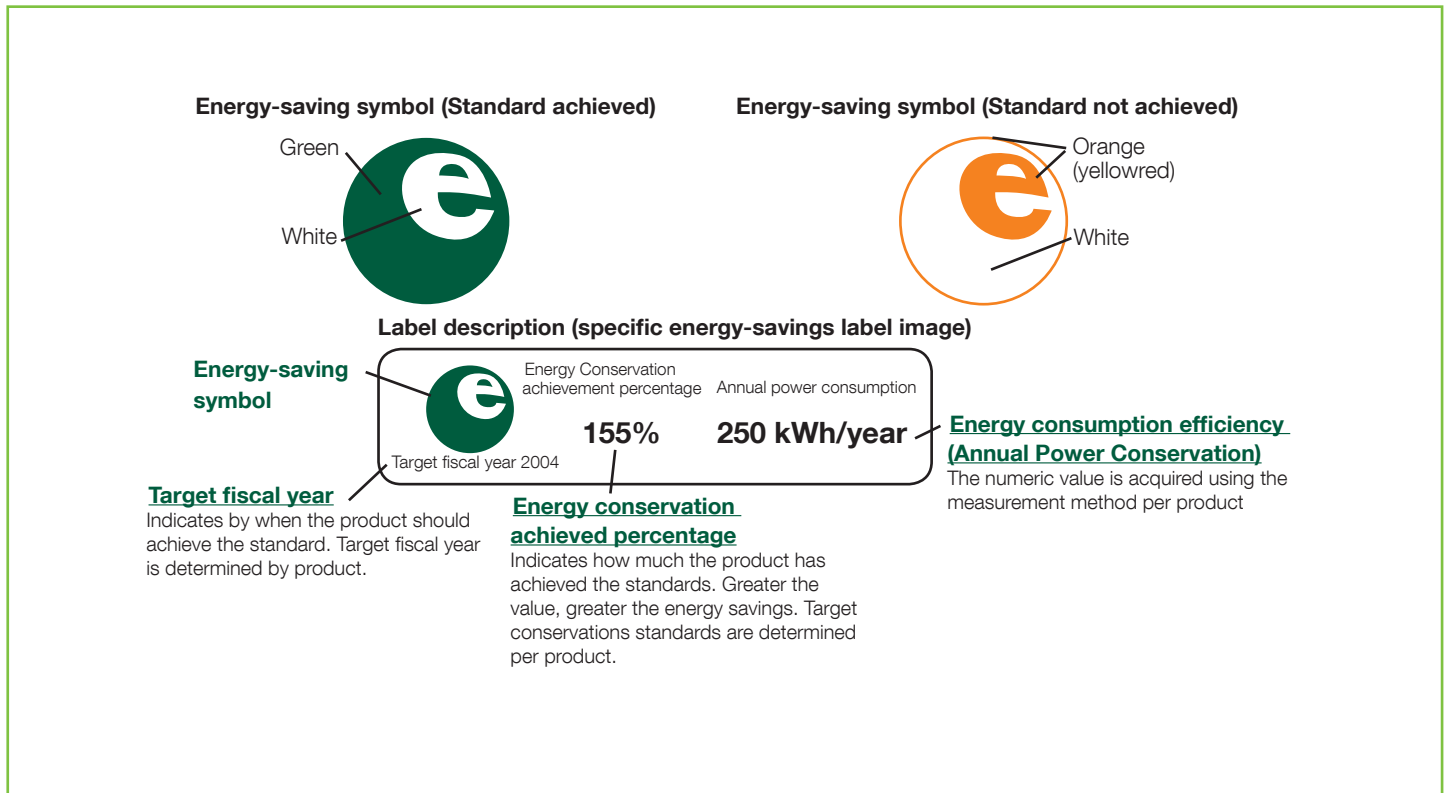 Energy-saving symbol (Standard achieved)
Green
e
White
Energy-saving symbol (Standard not achieved)
Orange
(yellowred)
e
White
Label description (specific energy-savings label image)
Energy-saving
symbol
e
Energy Conservation
achievement percentage
155%
Annual power consumption
250 kWh/year
Target fiscal year 2004
Target fiscal year
Indicates by when the product should
achieve the standard. Target fiscal year
is determined by product.
Energy conservation
achieved percentage
Indicates how much the product has
achieved the standards. Greater the
value, greater the energy savings. Target
conservations standards are determined
per product.
Energy consumption efficiency
(Annual Power Conservation)
The numeric value is acquired using the
measurement method per product